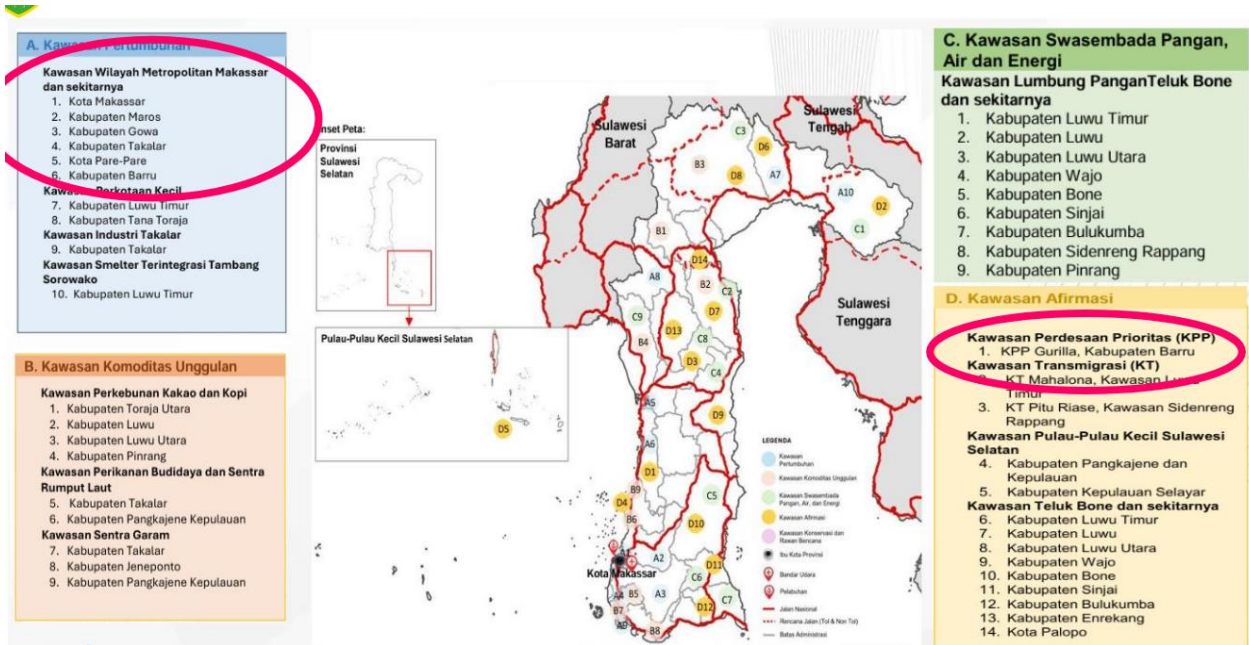 A. Kawasan Pertumbuhan
Kawasan Wilayah Metropolitan Makassar
dan sekitarnya
1. Kota Makassar
2. Kabupaten Maros
3. Kabupaten Gowa
4. Kabupaten Takalar
5. Kota Pare-Pare
6. Kabupaten Barru
Kawasan Perkotaan Kecil
7. Kabupaten Luwu Timur
8. Kabupaten Tana Toraja
Kawasan Industri Takalar
9. Kabupaten Takalar
Kawasan Smelter Terintegrasi Tambang
Sorowako
10. Kabupaten Luwu Timur
B. Kawasan Komoditas Unggulan
Kawasan Perkebunan Kakao dan Kopi
1. Kabupaten Toraja Utara
2. Kabupaten Luwu
3. Kabupaten Luwu Utara
4. Kabupaten Pinrang
Kawasan Perikanan Budidaya dan Sentra
Rumput Laut
5. Kabupaten Takalar
6. Kabupaten Pangkajene Kepulauan
Kawasan Sentra Garam
7. Kabupaten Takalar
8. Kabupaten Jeneponto
9. Kabupaten Pangkajene Kepulauan
Inset Peta:
Provinsi
Sulawesi
Selatan
Pulau-Pulau Kecil Sulawesi Selatan
D5
Sulawesi
Barat
Sulawesi
Tengah
Sulawesi
Tenggara
C3
D6
B3
D8
A7
A10
D2
C1
B1
D14
A8
B2
C2
D7
C9
D13
C8
B4
D3
C4
A5
D9
A6
D1
B9
C5
D4
B6
D10
A1
A2
Kota Makassar
D11
C6
A4
B5
A3
C7
B7
D12
B8
LEGENDA
Kawasan
Pertumbuhan
Kawasan Komoditas Unggulan
Kawasan Swasembada
Pangan, Air, dan Energi
Kawasan Afirmasi
Kawasan Konservasi dan
Rawan Bencana
Ibu Kota Provinsi
Bandar Udara
Pelabuhan
Jalan Nasional
Rencana Jalan (Tol & Non Tol)
Batas Administrasi
C. Kawasan Swasembada Pangan,
Air dan Energi
Kawasan Lumbung PanganTeluk Bone
dan sekitarnya
1. Kabupaten Luwu Timur
2. Kabupaten Luwu
3. Kabupaten Luwu Utara
4. Kabupaten Wajo
5. Kabupaten Bone
6. Kabupaten Sinjai
7. Kabupaten Bulukumba
8. Kabupaten Sidenreng Rappang
9. Kabupaten Pinrang
D. Kawasan Afirmasi
Kawasan Perdesaan Prioritas (KPP)
1. KPP Gurilla, Kabupaten Barru
Kawasan Transmigrasi (KT)
2. KT Mahalona, Kawasan Luwu
Timur
3. KT Pitu Riase, Kawasan Sidenreng
Rappang
Kawasan Pulau-Pulau Kecil Sulawesi
Selatan
4. Kabupaten Pangkajene dan
Kepulauan
5. Kabupaten Kepulauan Selayar
Kawasan Teluk Bone dan sekitarnya
6. Kabupaten Luwu Timur
7. Kabupaten Luwu
8. Kabupaten Luwu Utara
9. Kabupaten Wajo
10. Kabupaten Bone
11. Kabupaten Sinjai
12. Kabupaten Bulukumba
13. Kabupaten Enrekang
14. Kota Palopo